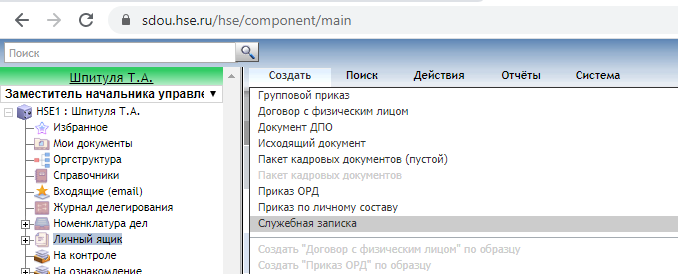 sdou.hse.ru/hse/component/main
Поиск
Шпитуля Т.А.
Заместитель начальника управле
HSE1 : Шпитуля Т.А.
Избранное
Мои документы
Оргструктура
Справочники
Входящие (email)
Журнал делегирования
Номенклатура дел
Личный ящик
На контроле
На ознакомление
Создать Поиск Действия Отчёты Система
Групповой приказ
Договор с физическим лицом
Документ ДПО
Исходящий документ
Пакет кадровых документов (пустой)
Пакет кадровых документов
Приказ ОРД
Приказ по личному составу
Служебная записка
Создать "Договор с физическим лицом" по образцу
Создать "Приказ ОРД" по образцу